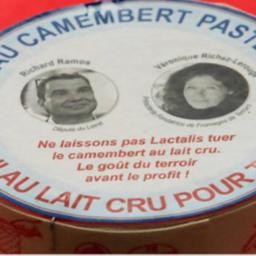 AU CAMEMBERT PAST
Richard Ramos
Véronique Richez-Lerouge
Député du Loiret
Ne laissons pas Lactalis tuer
le camembert au lait cru.
Le goût du terroir
avant le profit !
AU LAIT CRU POUR T